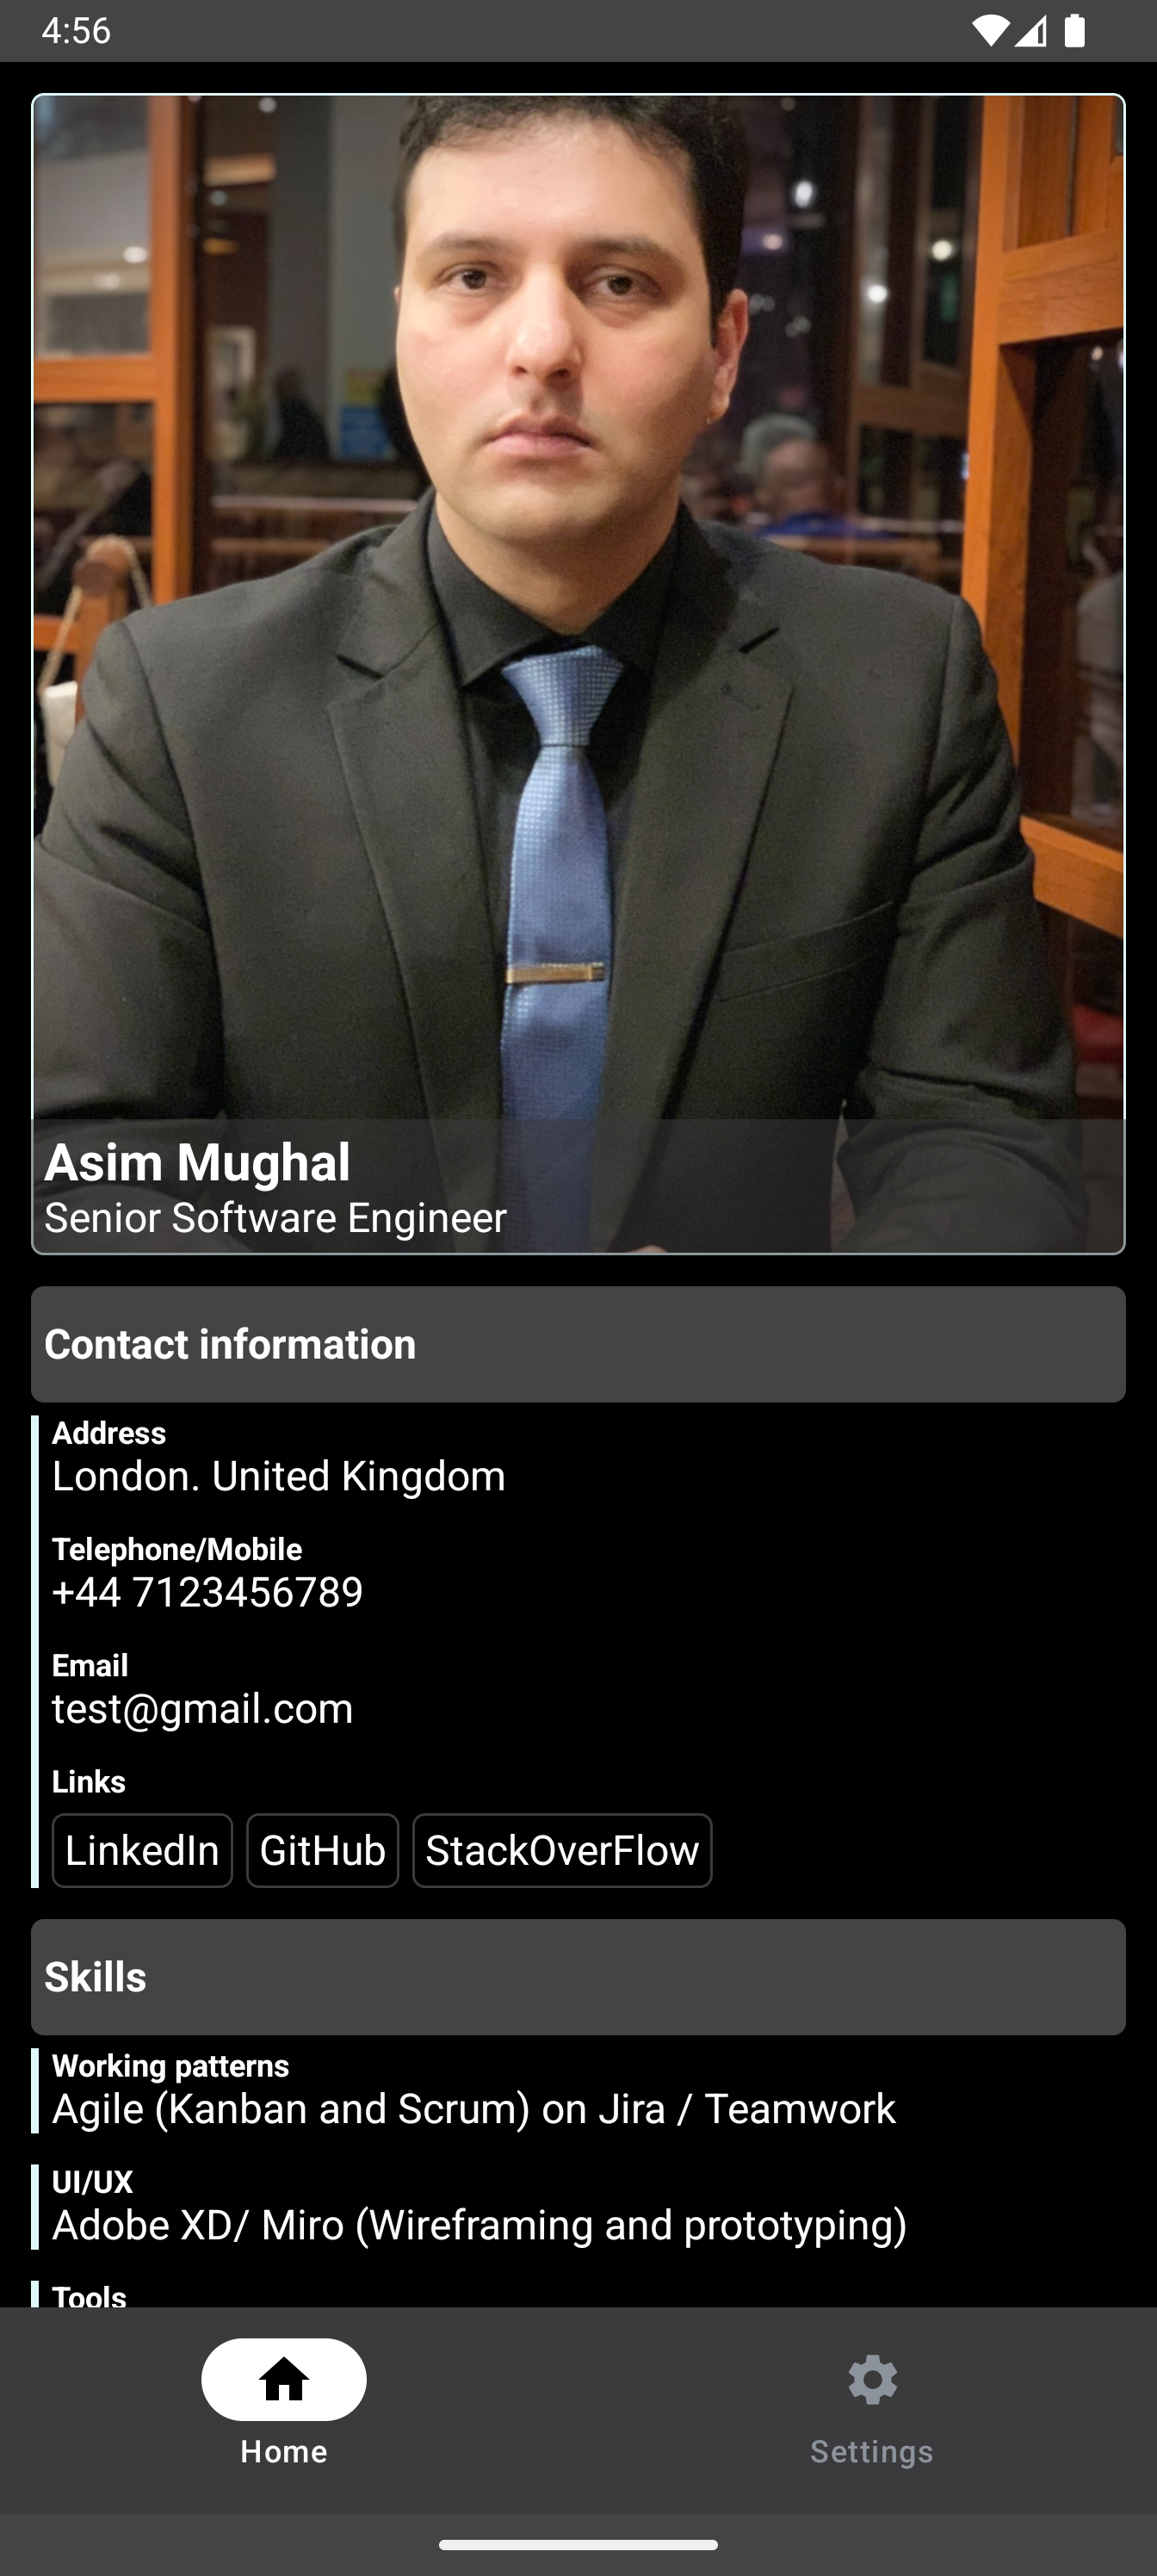 4:56
Asim Mughal
Senior Software Engineer
Contact information
Address
London. United Kingdom
Telephone/Mobile
+44 7123456789
Email
test@gmail.com
Links
LinkedIn GitHub StackOverFlow
Skills
Working patterns
Agile (Kanban and Scrum) on Jira / Teamwork
UI/UX
Adobe XD/ Miro (Wireframing and prototyping)
Tools
Home Settings